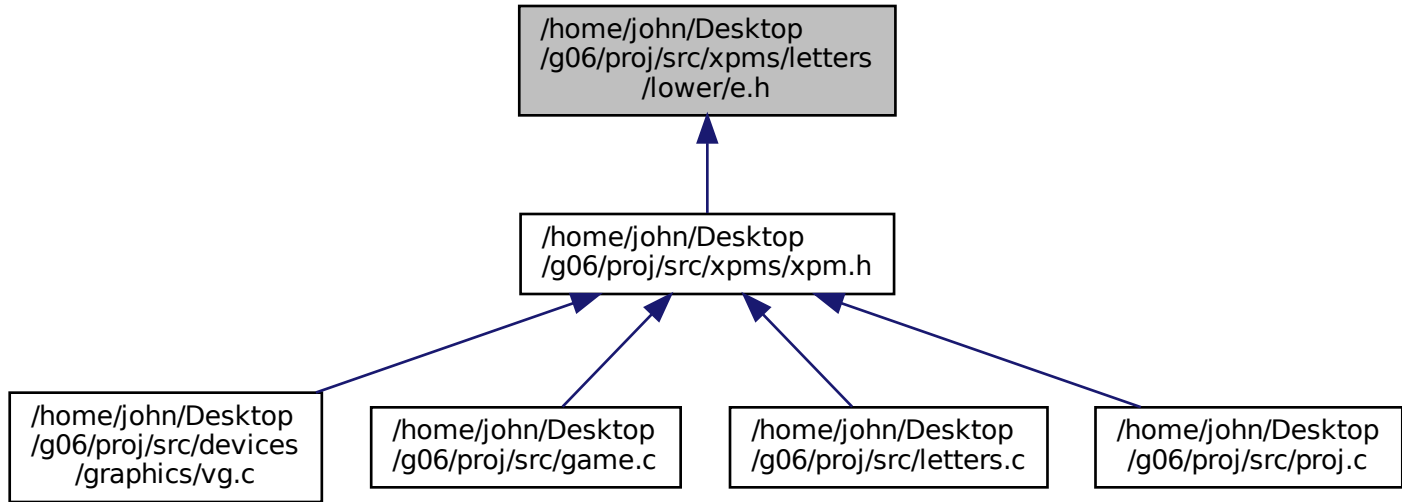 /home/john/Desktop
/g06/proj/src/xpms/letters
/lower/e.h
/home/john/Desktop
/g06/proj/src/xpms/xpm.h
/home/john/Desktop
/g06/proj/src/devices
/graphics/vg.c
/home/john/Desktop
/g06/proj/src/game.c
/home/john/Desktop
/g06/proj/src/letters.c
/home/john/Desktop
/g06/proj/src/proj.c